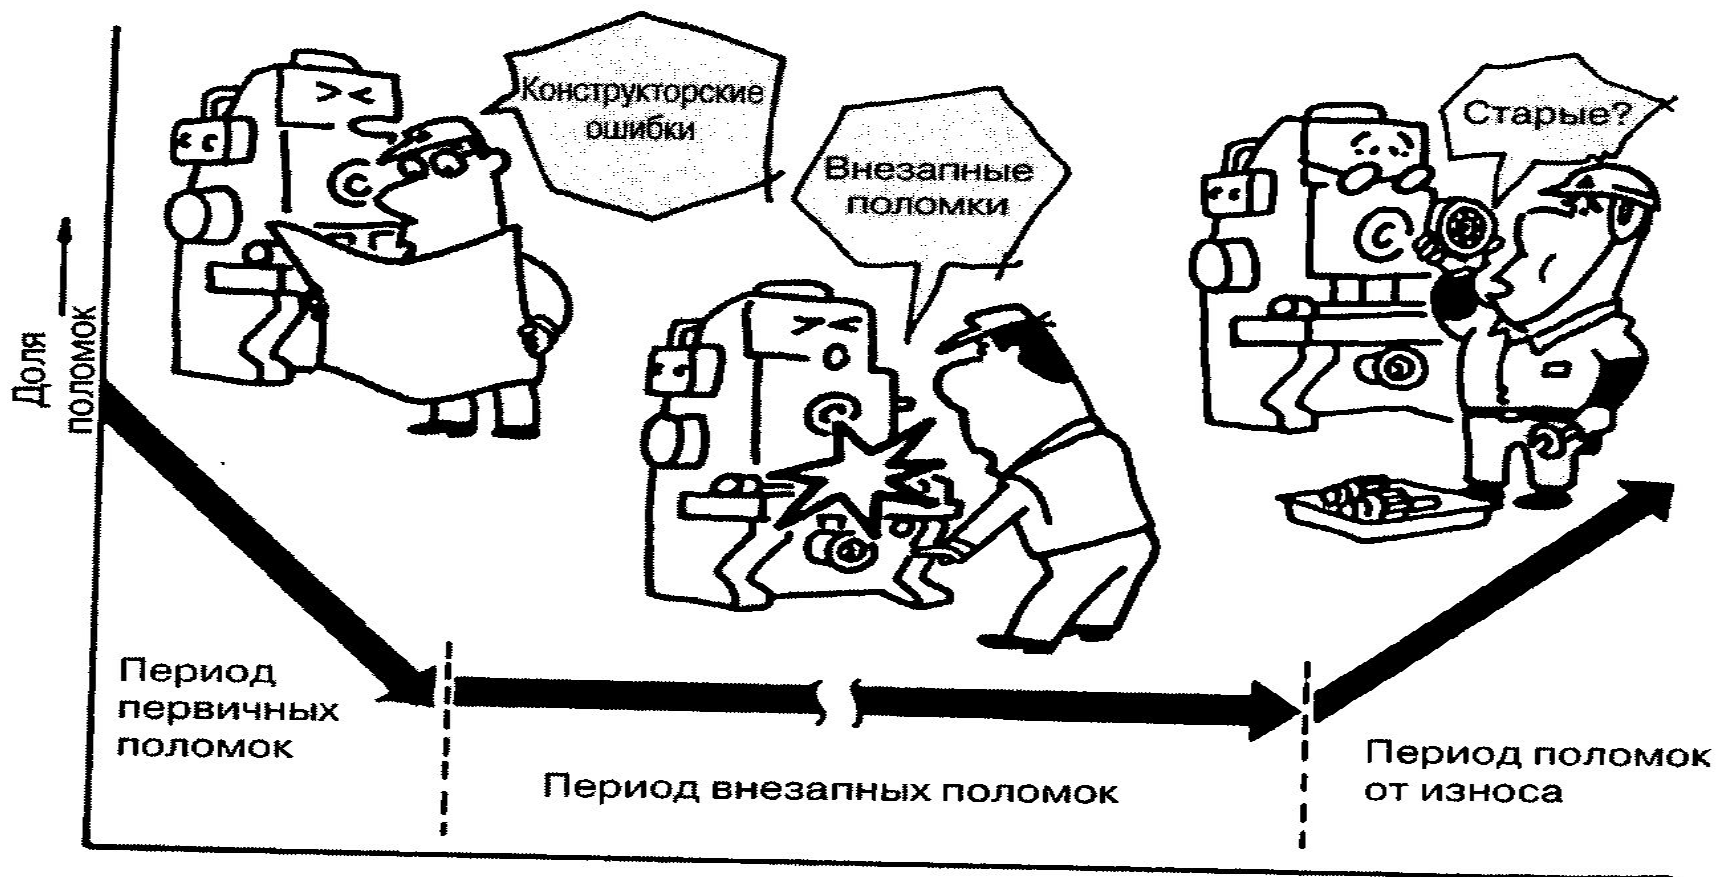 Конструкторские
ошибки
Внезапные
поломки
Старые?
Доля
поломок
Период
первичных
поломок
Период внезапных поломок
Период поломок
от износа